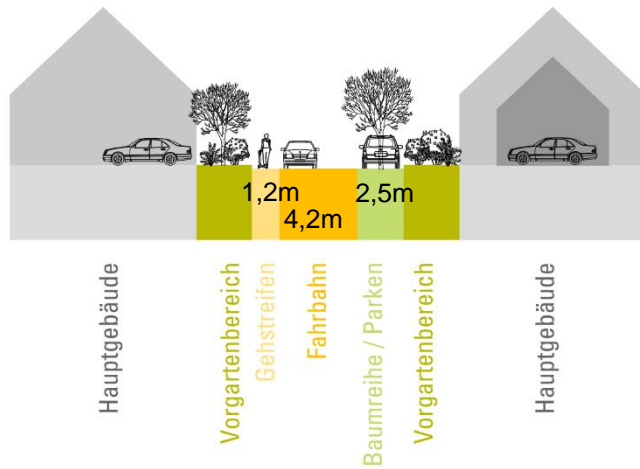 1,2m
4,2m
2,5m
Hauptgebäude
Vorgartenbereich
Gehstreifen
Fahrbahn
Baumreihe / Parken
Vorgartenbereich
Hauptgebäude